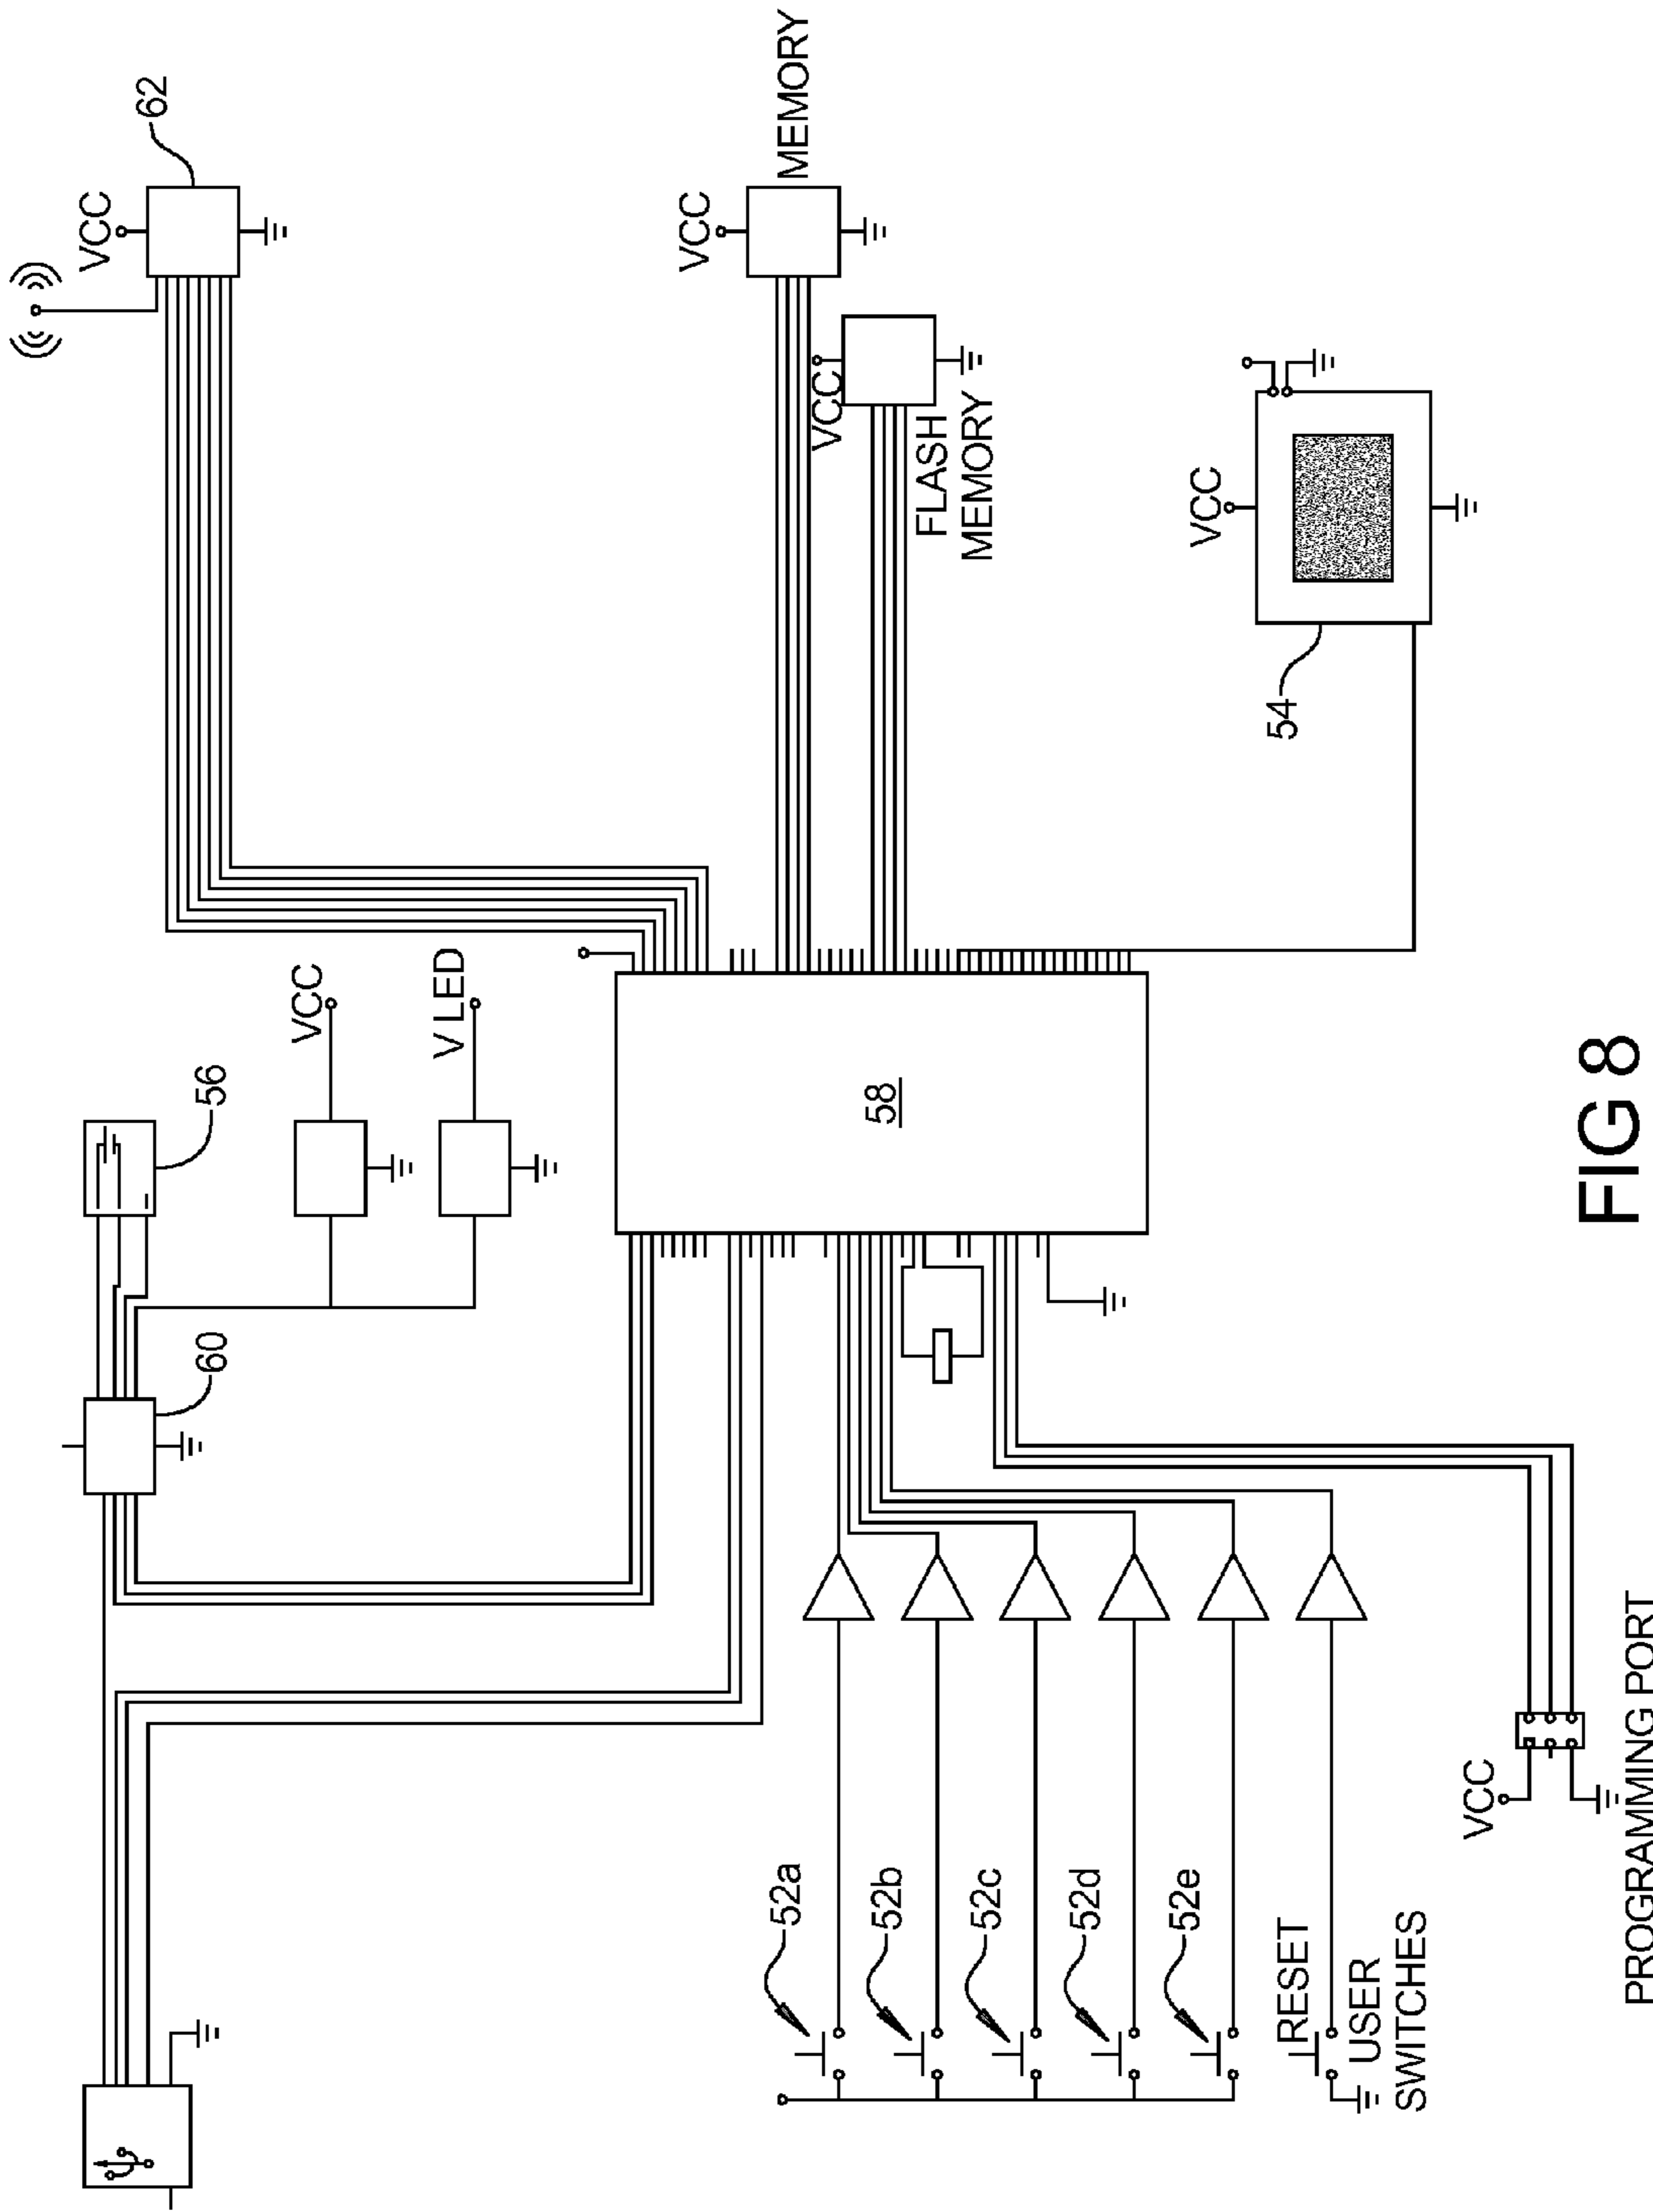 62
VCC
MEMORY
VCC
VCC
FLASH
MEMORY
VCC
54
56
VCC
V LED
58
60
52a
52b
52c
52d
52e
RESET
USER
SWITCHES
VCC
PROGRAMMING PORT
FIG 8